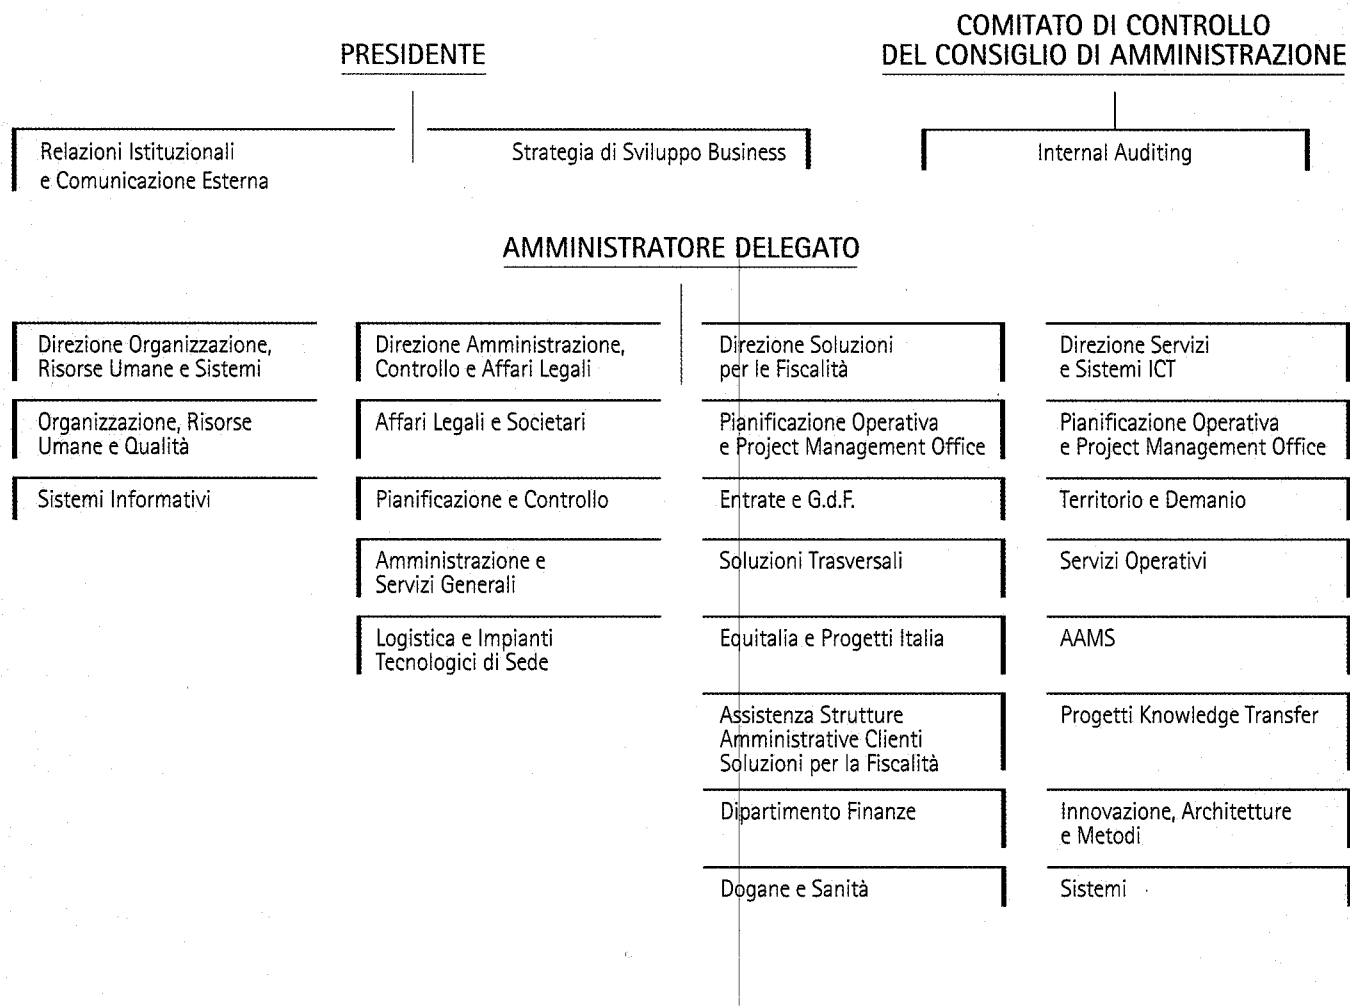 PRESIDENTE
COMITATO DI CONTROLLO
DEL CONSIGLIO DI AMMINISTRAZIONE
Relazioni Istituzionali
e Comunicazione Esterna
Strategia di Sviluppo Business
Internal Auditing
AMMINISTRATORE DELEGATO
Direzione Organizzazione,
Risorse Umane e Sistemi
Organizzazione, Risorse
Umane e Qualità
Sistemi Informativi
Direzione Amministrazione,
Controllo e Affari Legali
Affari Legali e Societari
Pianificazione e Controllo
Amministrazione e
Servizi Generali
Logistica e Impianti
Tecnologici di Sede
Direzione Soluzioni
per le Fiscalità
Pianificazione Operativa
e Project Management Office
Entrate e G.d.F.
Soluzioni Trasversali
Equitalia e Progetti Italia
Assistenza Strutture
Amministrative Clienti
Soluzioni per la Fiscalità
Dipartimento Finanze
Dogane e Sanità
Direzione Servizi
e Sistemi ICT
Pianificazione Operativa
e Project Management Office
Territorio e Demanio
Servizi Operativi
AAMS
Progetti Knowledge Transfer
Innovazione, Architetture
e Metodi
Sistemi